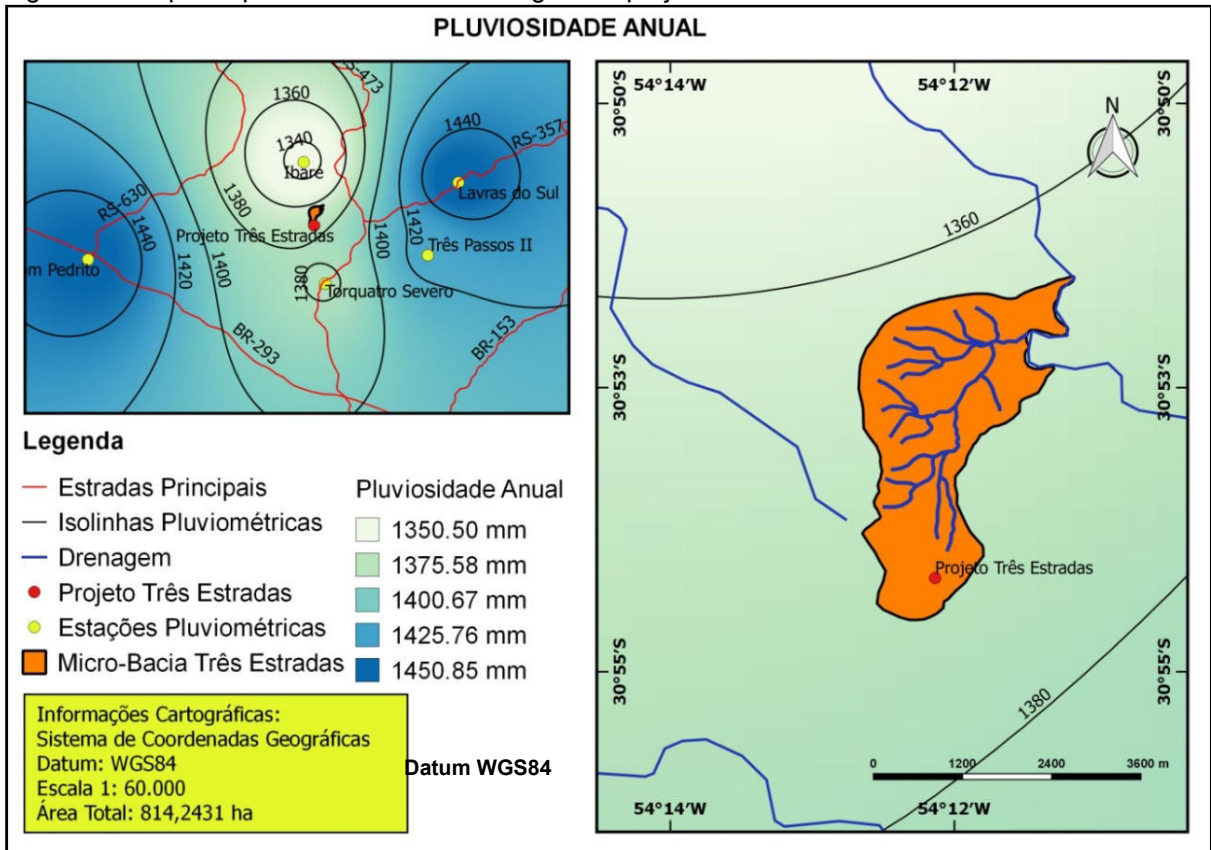 PLUVIOSIDADE ANUAL
1360
RS-473
1340
Ibaré
1440
RS-357
Lavras do Sul
RS-630
1380
1440
1420
1400
Projeto Três Estradas
1420
1400
Três Passos II
om Pedrito
1380
Torquatro Severo
BR-293
BR-153
Legenda
Estradas Principais
Isolinhas Pluviométricas
Drenagem
Projeto Três Estradas
Estações Pluviométricas
Micro-Bacia Três Estradas
Pluviosidade Anual
1350.50 mm
1375.58 mm
1400.67 mm
1425.76 mm
1450.85 mm
Informações Cartográficas:
Sistema de Coordenadas Geográficas
Datum: WGS84
Escala 1: 60.000
Área Total: 814,2431 ha
Datum WGS84
54°14'W
54°12'W
30°50'S
30°50'S
N
1360
30°53'S
30°53'S
Projeto Três Estradas
30°55'S
30°55'S
1380
0
1200
2400
3600 m
54°14'W
54°12'W